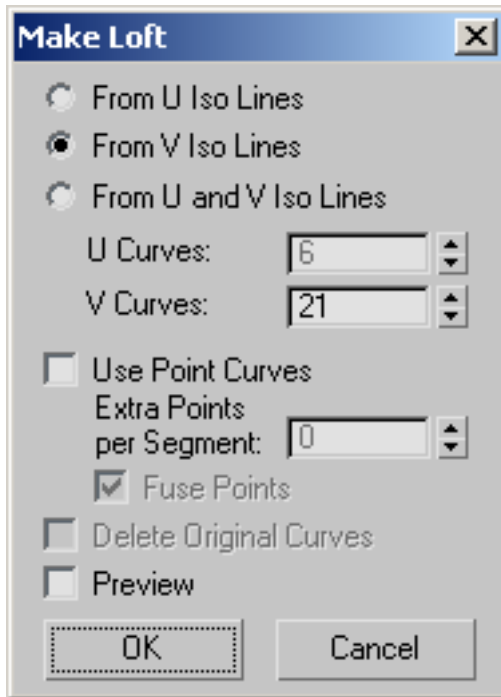 Make Loft
From U Iso Lines
From V Iso Lines
From U and V Iso Lines
U Curves: 6
V Curves: 21
Use Point Curves
Extra Points
per Segment: 0
Fuse Points
Delete Original Curves
Preview
OK Cancel